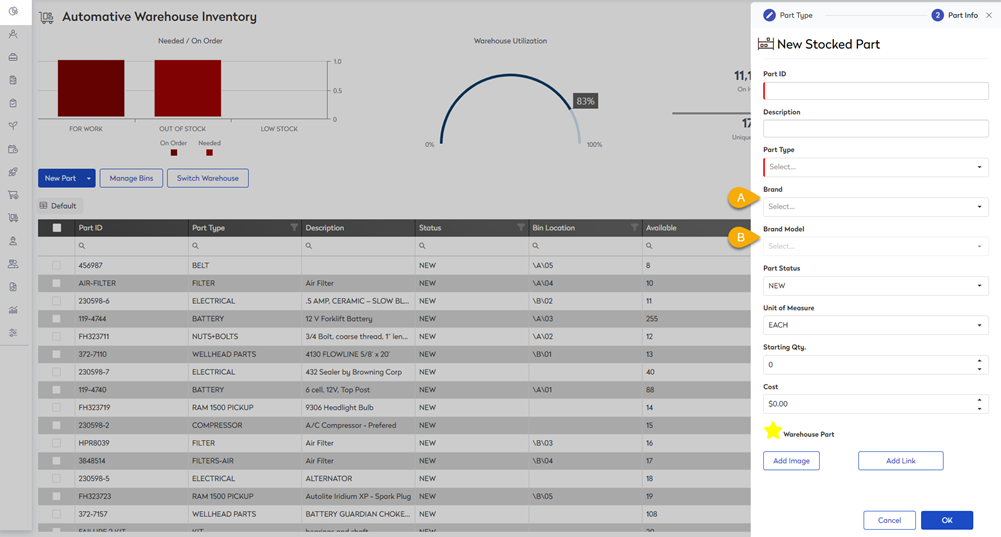 Automotive Warehouse Inventory
Needed / On Order
1.0
0.5
0
FOR WORK OUT OF STOCK LOW STOCK
On Order Needed
Warehouse Utilization
83%
0% 100%
11,1
On H
17
Unique
New Part Manage Bins Switch Warehouse
Default
Part ID Part Type Description Status Bin Location Available
456987 BELT NEW \A\05 8
AIR-FILTER FILTER Air Filter NEW \A\04 10
230598-6 ELECTRICAL .5 AMP, CERAMIC – SLOW BL... NEW \B\02 11
119-4744 BATTERY 12 V Forklift Battery NEW \A\03 255
FH323711 NUTS+BOLTS 3/4 Bolt, coarse thread, 1" len... NEW \A\02 12
372-7110 WELLHEAD PARTS 4130 FLOWLINE 5/8' x 20' NEW \B\01 13
230598-7 ELECTRICAL 432 Sealer by Browning Corp NEW 40
119-4740 BATTERY 6 cell, 12V, Top Post NEW \A\01 88
FH323719 RAM 1500 PICKUP 9306 Headlight Bulb NEW 14
230598-2 COMPRESSOR A/C Compressor - Prefered NEW 15
HPR8039 FILTER Air Filter NEW \B\03 16
3848514 FILTERS-AIR Air Filter NEW \B\04 17
230598-5 ELECTRICAL ALTERNATOR NEW 18
FH323723 RAM 1500 PICKUP Autolite Iridium XP - Spark Plug NEW \B\05 19
372-7157 WELLHEAD PARTS BATTERY GUARDIAN CHOKE... NEW 108
FAILURE 2 KIT KIT bearings and shaft NEW 20
Part Type 2 Part Info
New Stocked Part
Part ID
Description
Part Type
Select...
A Brand
Select...
B Brand Model
Select...
Part Status
NEW
Unit of Measure
EACH
Starting Qty.
0
Cost
$0.00
Warehouse Part
Add Image Add Link
Cancel OK